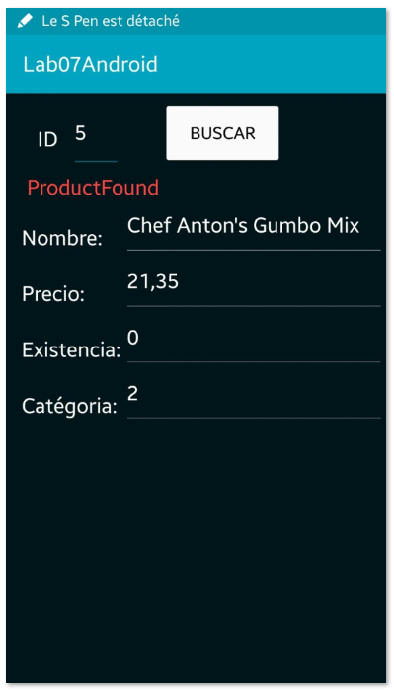 Le S Pen est détaché
Lab07Android
ID 5 BUSCAR
ProductFound
Nombre: Chef Anton's Gumbo Mix
Precio: 21,35
Existencia: 0
Catégoria: 2